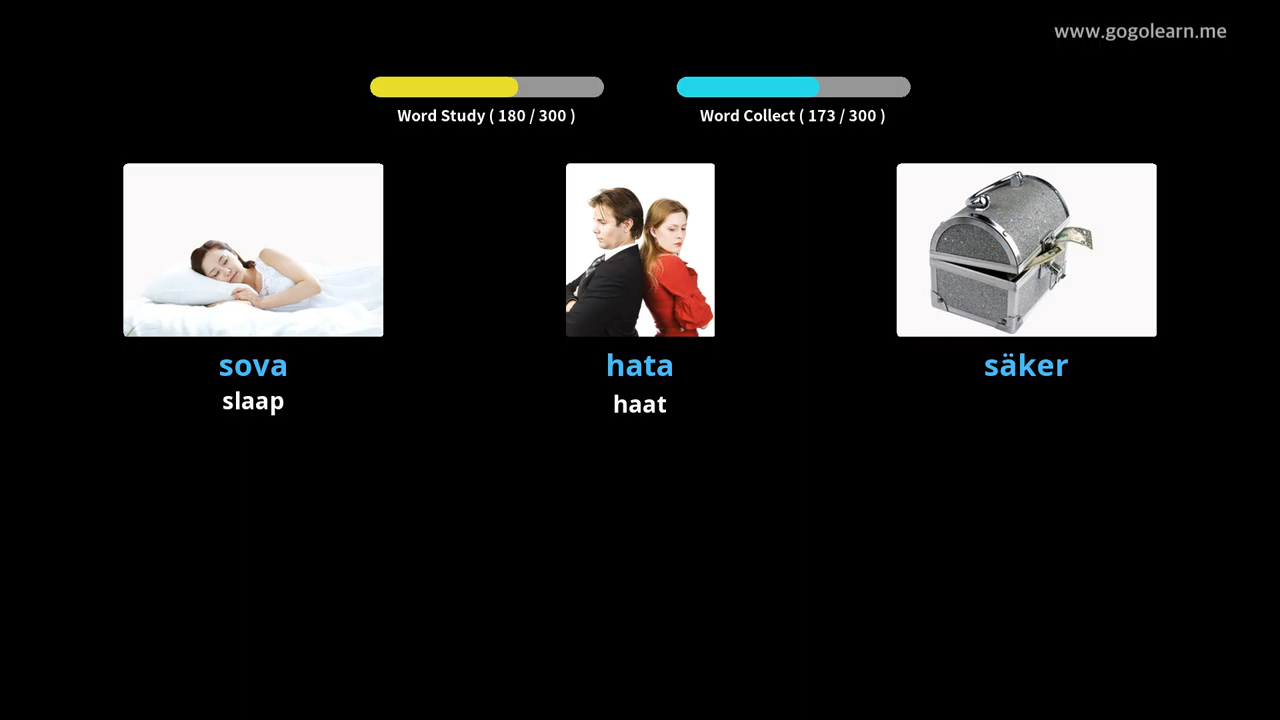 www.gogolearn.me
Word Study ( 180 / 300 )
Word Collect ( 173 / 300 )
sova
hata
säker
slaap
haat